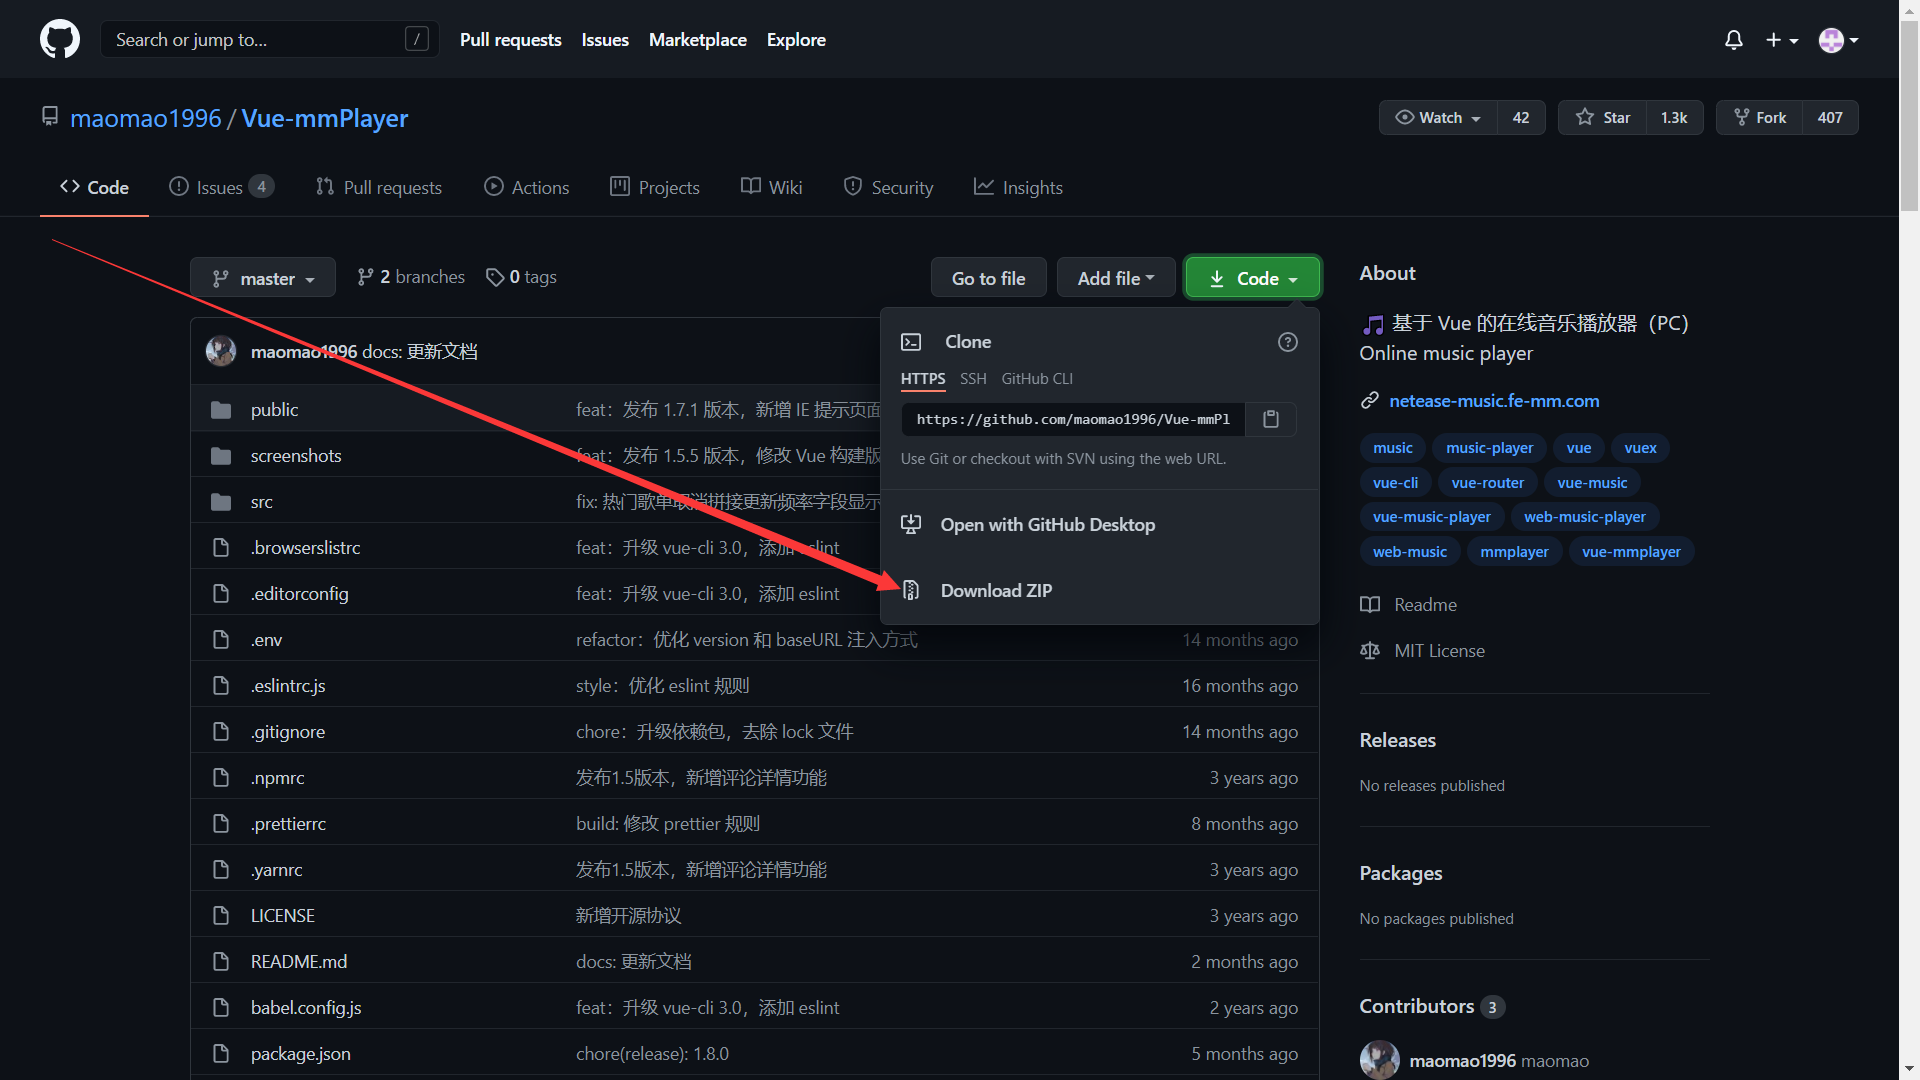 Search or jump to... /
Pull requests Issues Marketplace Explore
maomao1996 / Vue-mmPlayer
Watch 42 Star 1.3k Fork 407
Code Issues 4 Pull requests Actions Projects Wiki Security Insights
master 2 branches 0 tags
Go to file Add file Code
maomao1996 docs: 更新文档
public feat：发布 1.7.1 版本，新增 IE 提示页面
screenshots feat：发布 1.5.5 版本，修改 Vue 构建版
src fix: 热门歌单取消拼接更新频率字段显示
.browserslistrc feat：升级 vue-cli 3.0，添加 eslint
.editorconfig feat：升级 vue-cli 3.0，添加 eslint
.env refactor：优化 version 和 baseURL 注入方式 14 months ago
.eslintrc.js style：优化 eslint 规则 16 months ago
.gitignore chore：升级依赖包，去除 lock 文件 14 months ago
.npmrc 发布1.5版本，新增评论详情功能 3 years ago
.prettierrc build: 修改 prettier 规则 8 months ago
.yarnrc 发布1.5版本，新增评论详情功能 3 years ago
LICENSE 新增开源协议 3 years ago
README.md docs: 更新文档 2 months ago
babel.config.js feat：升级 vue-cli 3.0，添加 eslint 2 years ago
package.json chore(release): 1.8.0 5 months ago
Clone
HTTPS SSH GitHub CLI
https://github.com/maomao1996/Vue-mmPl
Use Git or checkout with SVN using the web URL.
Open with GitHub Desktop
Download ZIP
About
基于 Vue 的在线音乐播放器（PC）
Online music player
netease-music.fe-mm.com
music music-player vue vuex
vue-cli vue-router vue-music
vue-music-player web-music-player
web-music mmplayer vue-mmplayer
Readme
MIT License
Releases
No releases published
Packages
No packages published
Contributors 3
maomao1996 maomao